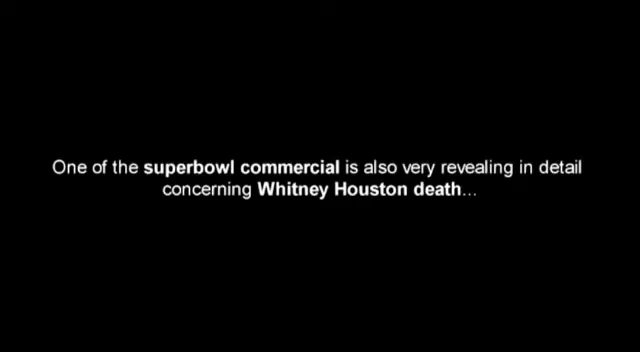 One of the superbowl commercial is also very revealing in detail
concerning Whitney Houston death...